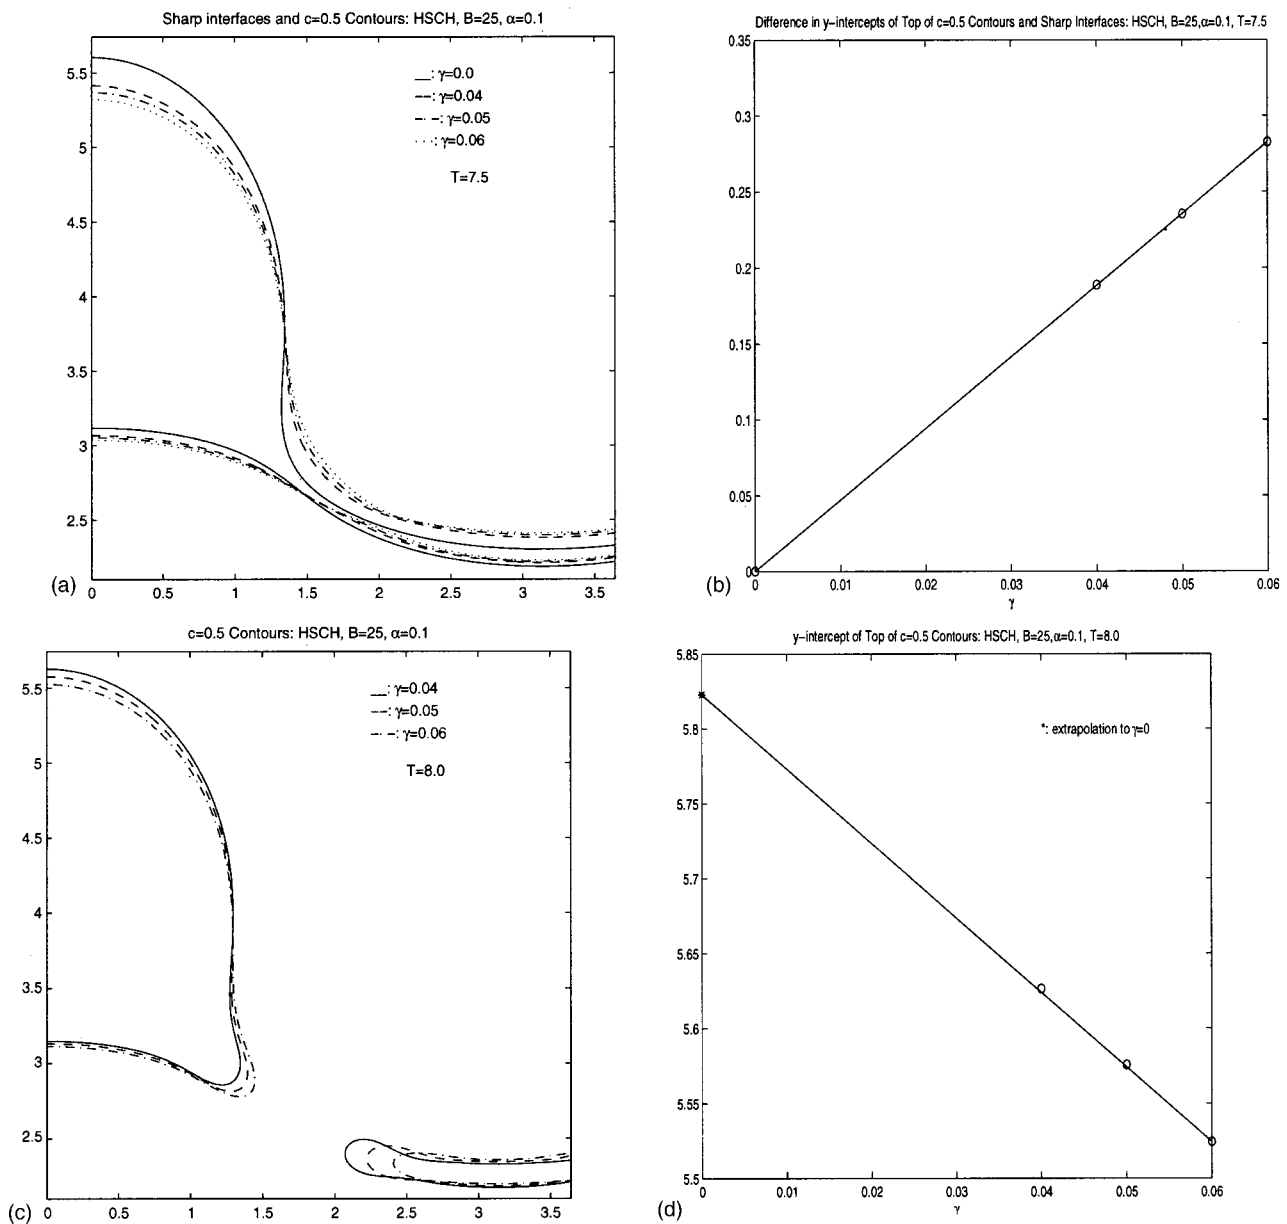 Sharp interfaces and c=0.5 Contours: HSCH, B=25, α=0.1
__: γ=0.0
--: γ=0.04
-·-: γ=0.05
···: γ=0.06
T=7.5
5.5
5
4.5
4
3.5
3
2.5
0 0.5 1 1.5 2 2.5 3 3.5
(a)
Difference in y-intercepts of Top of c=0.5 Contours and Sharp Interfaces: HSCH, B=25,α=0.1, T=7.5
0.35
0.3
0.25
0.2
0.15
0.1
0.05
0
0 0.01 0.02 0.03 0.04 0.05 0.06
γ
(b)
c=0.5 Contours: HSCH, B=25, α=0.1
__: γ=0.04
--: γ=0.05
-·-: γ=0.06
T=8.0
5.5
5
4.5
4
3.5
3
2.5
0 0.5 1 1.5 2 2.5 3 3.5
(c)
y-intercept of Top of c=0.5 Contours: HSCH, B=25,α=0.1, T=8.0
*: extrapolation to γ=0
5.85
5.8
5.75
5.7
5.65
5.6
5.55
5.5
0 0.01 0.02 0.03 0.04 0.05 0.06
γ
(d)